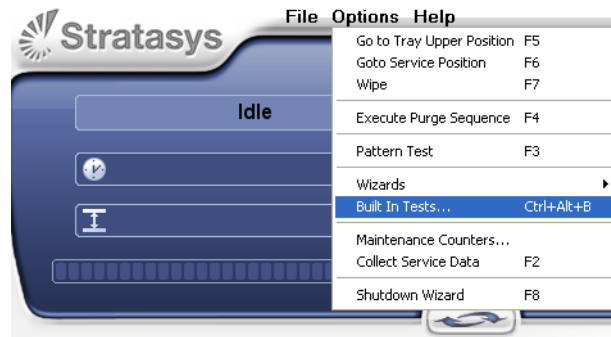 File Options Help
Stratasys
Go to Tray Upper Position F5
Goto Service Position F6
Wipe F7
Idle
Execute Purge Sequence F4
Pattern Test F3
Wizards
Built In Tests... Ctrl+Alt+B
Maintenance Counters...
Collect Service Data F2
Shutdown Wizard F8